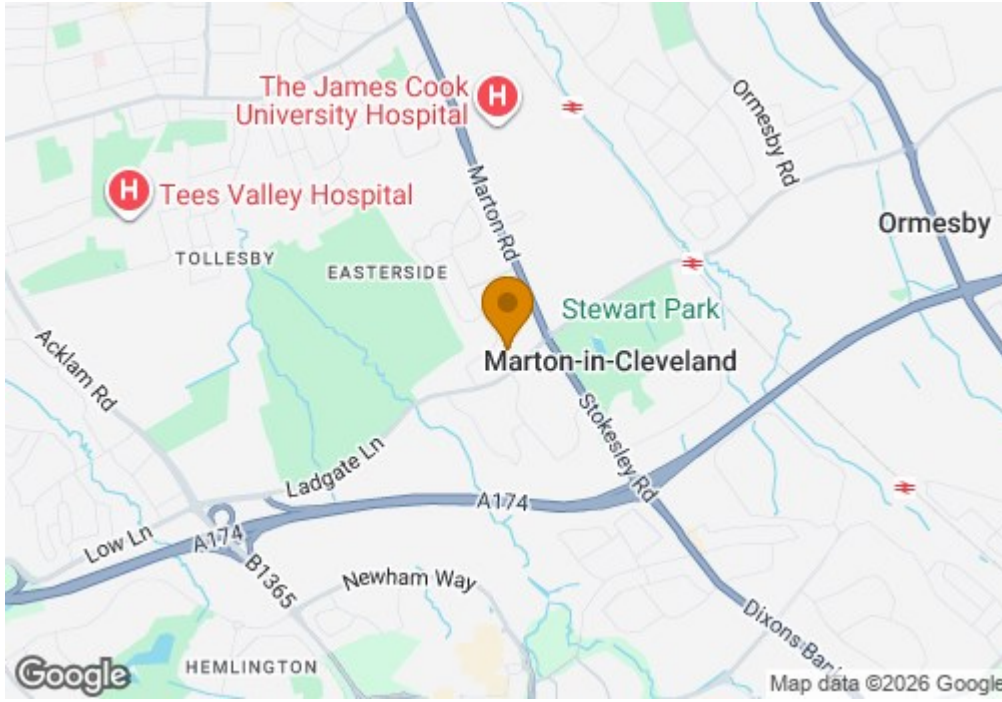 The James Cook
University Hospital
H
Ormesby Rd
H
Tees Valley Hospital
Marton Rd
Ormesby
TOLLESBY
EASTERSIDE
Stewart Park
Acklam Rd
Marton-in-Cleveland
Stokesley Rd
Ladgate Ln
A174
Low Ln
A174
B1365
Newham Way
Dixons Bank
HEMLINGTON
Google
Map data ©2026 Google